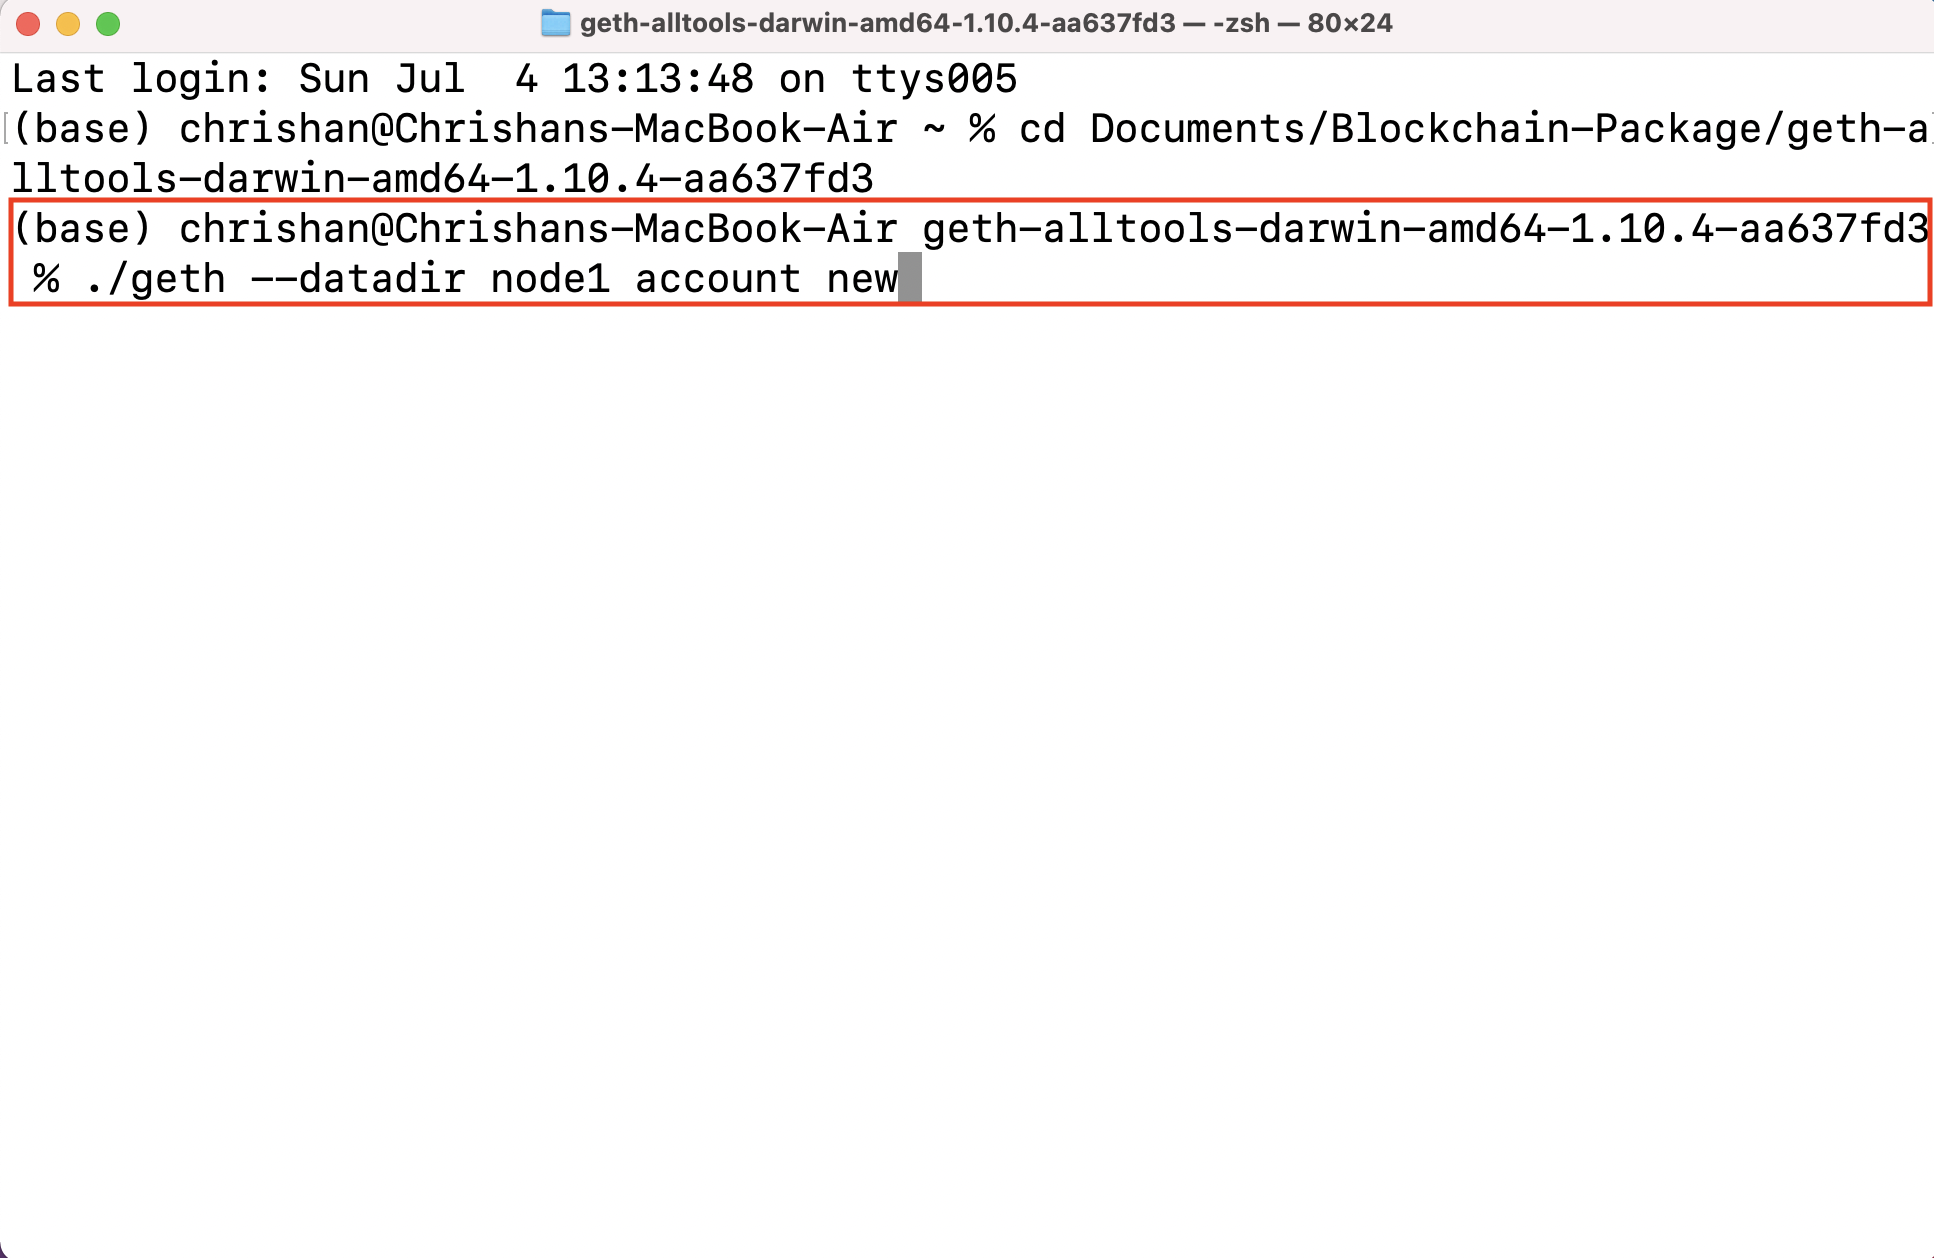 geth-alltools-darwin-amd64-1.10.4-aa637fd3 — -zsh — 80×24
Last login: Sun Jul  4 13:13:48 on ttys005
(base) chrishan@Chrishans-MacBook-Air ~ % cd Documents/Blockchain-Package/geth-a
lltools-darwin-amd64-1.10.4-aa637fd3
(base) chrishan@Chrishans-MacBook-Air geth-alltools-darwin-amd64-1.10.4-aa637fd3
 % ./geth --datadir node1 account new